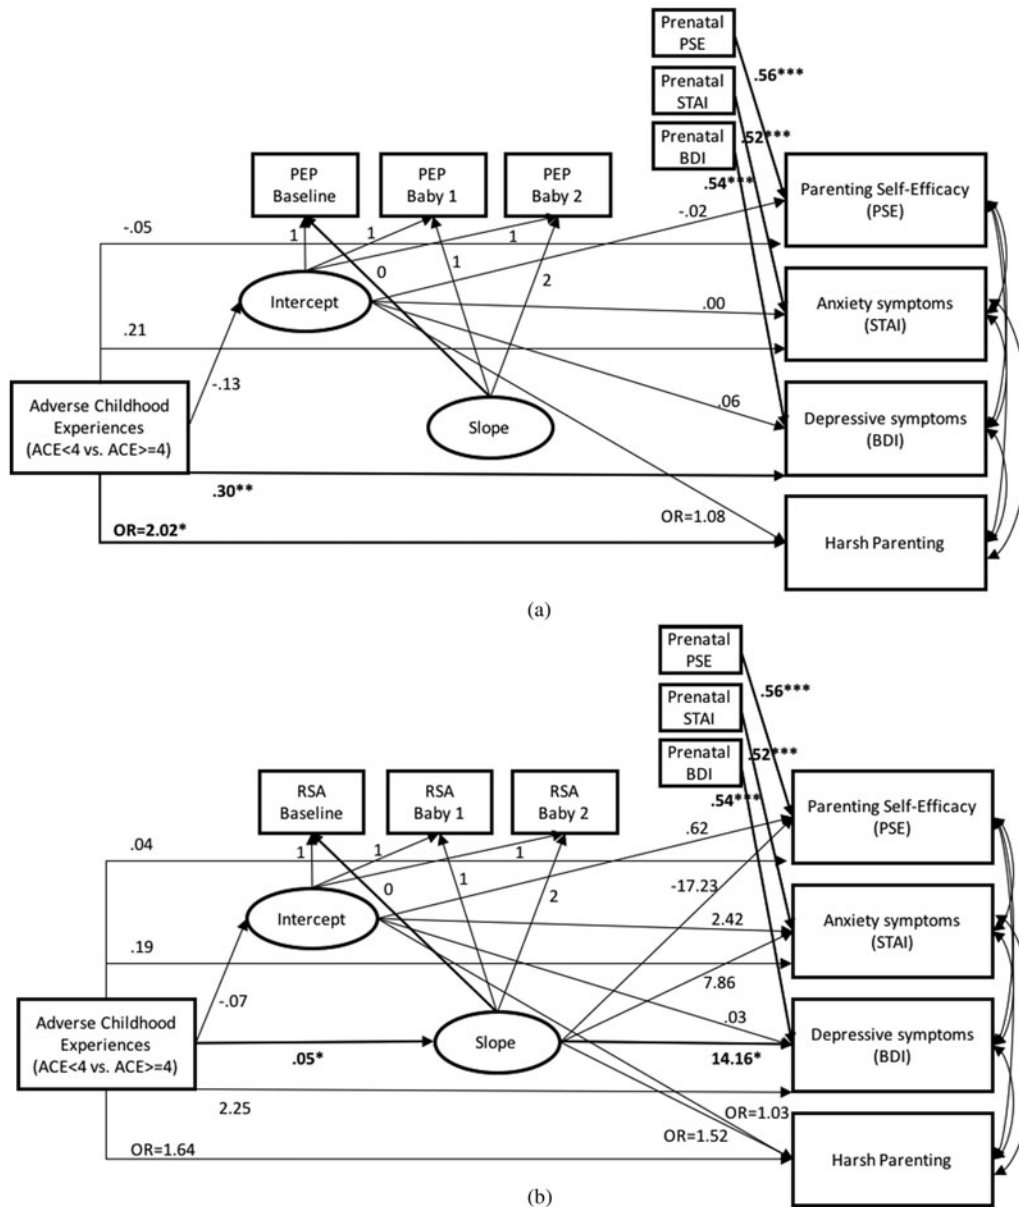 Prenatal
PSE
.56***
Prenatal
STAI
.52***
Prenatal
BDI
.54***
PEP
Baseline
PEP
Baby 1
PEP
Baby 2
Parenting Self-Efficacy
(PSE)
-.02
-.05
1
1
1
0
1
2
Intercept
.00
Anxiety symptoms
(STAI)
.21
-.13
.06
Adverse Childhood
Experiences
(ACE<4 vs. ACE>=4)
Slope
Depressive symptoms
(BDI)
.30**
OR=1.08
OR=2.02*
Harsh Parenting
(a)
Prenatal
PSE
.56***
Prenatal
STAI
.52***
Prenatal
BDI
.54***
RSA
Baseline
RSA
Baby 1
RSA
Baby 2
Parenting Self-Efficacy
(PSE)
.62
.04
1
1
1
0
1
2
-17.23
Intercept
2.42
Anxiety symptoms
(STAI)
.19
-.07
7.86
.03
Adverse Childhood
Experiences
(ACE<4 vs. ACE>=4)
.05*
Slope
14.16*
Depressive symptoms
(BDI)
2.25
OR=1.03
OR=1.52
OR=1.64
Harsh Parenting
(b)